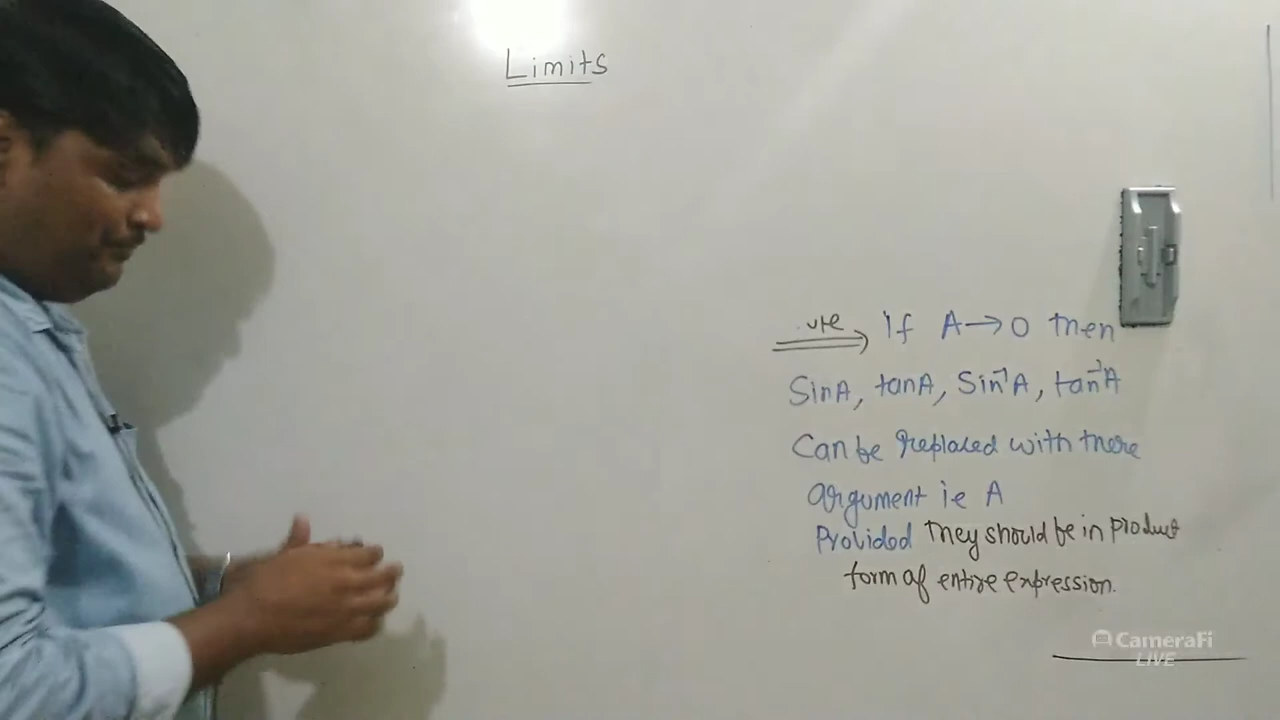 Limits
use if A→0 then
SinA, tanA, Sin⁻¹A, tan⁻¹A
Can be replaced with there
argument ie A
Provided They should be in product
form of entire expression.
CameraFi
LIVE